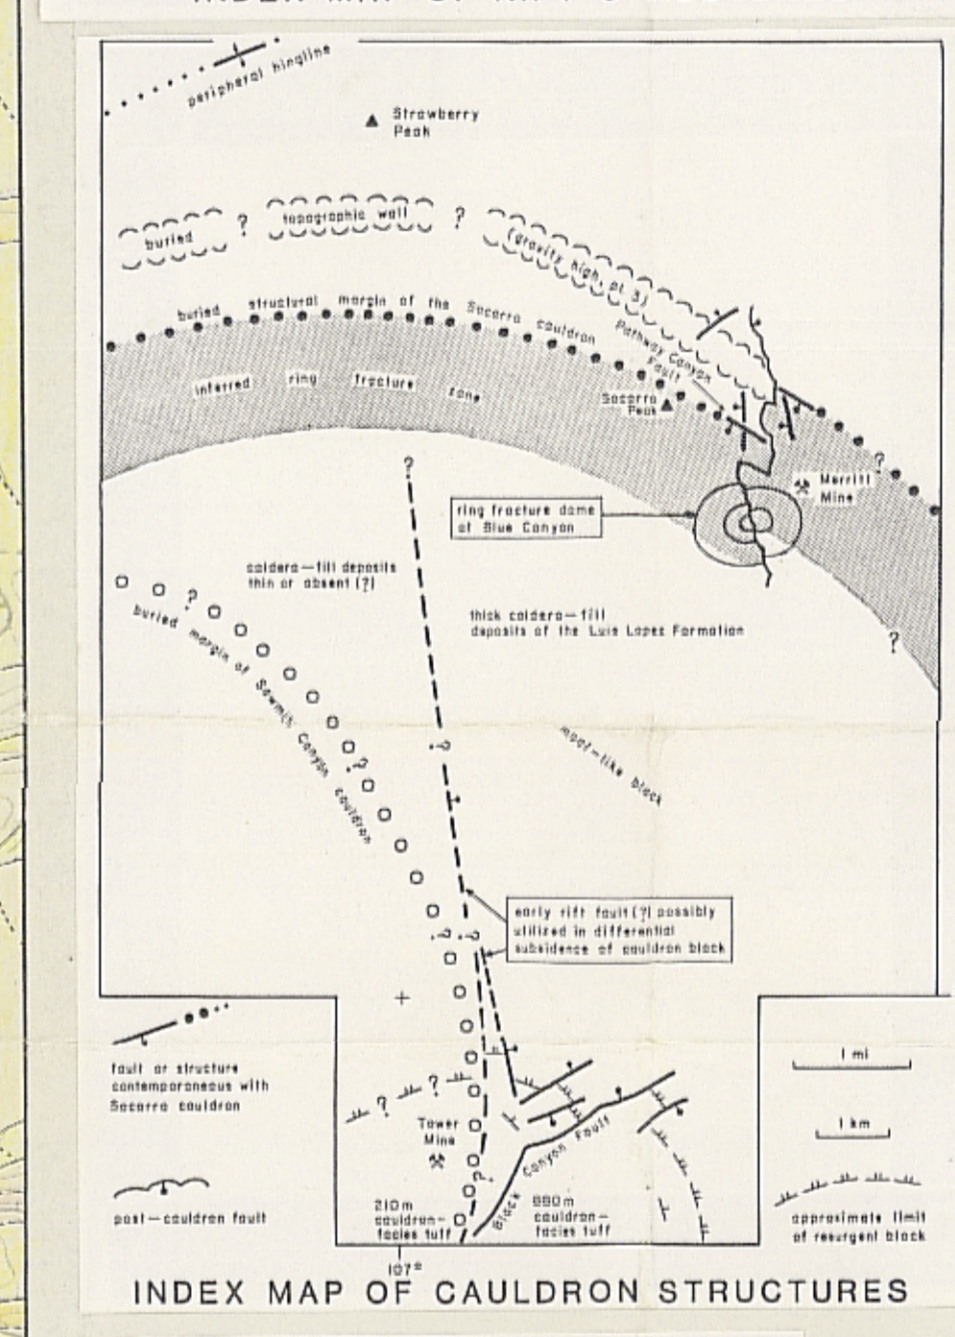 peripheral hingline
Strawberry
Peak
buried
?
topographic wall
?
(gravity high, pl. 3)
buried structural margin of the Socorro cauldron
Pathway Canyon
Fault
inferred ring fracture zone
Socorro
Peak
?
?
Merritt
Mine
ring fracture dome
at Blue Canyon
caldera-fill deposits
thin or absent (?)
?
thick caldera-fill
deposits of the Luis Lopez Formation
?
buried margin of Sawmill Canyon cauldron
?
moat-like block
?
early rift fault (?) possibly
utilized in differential
subsidence of cauldron block
?
?
fault or structure
contemporaneous with
Socorro cauldron
1 mi
?
?
1 km
Tower
Mine
Black Canyon Fault
?
post-cauldron fault
210m
cauldron-
facies tuff
880m
cauldron-
facies tuff
approximate limit
of resurgent block
107°
INDEX MAP OF CAULDRON STRUCTURES